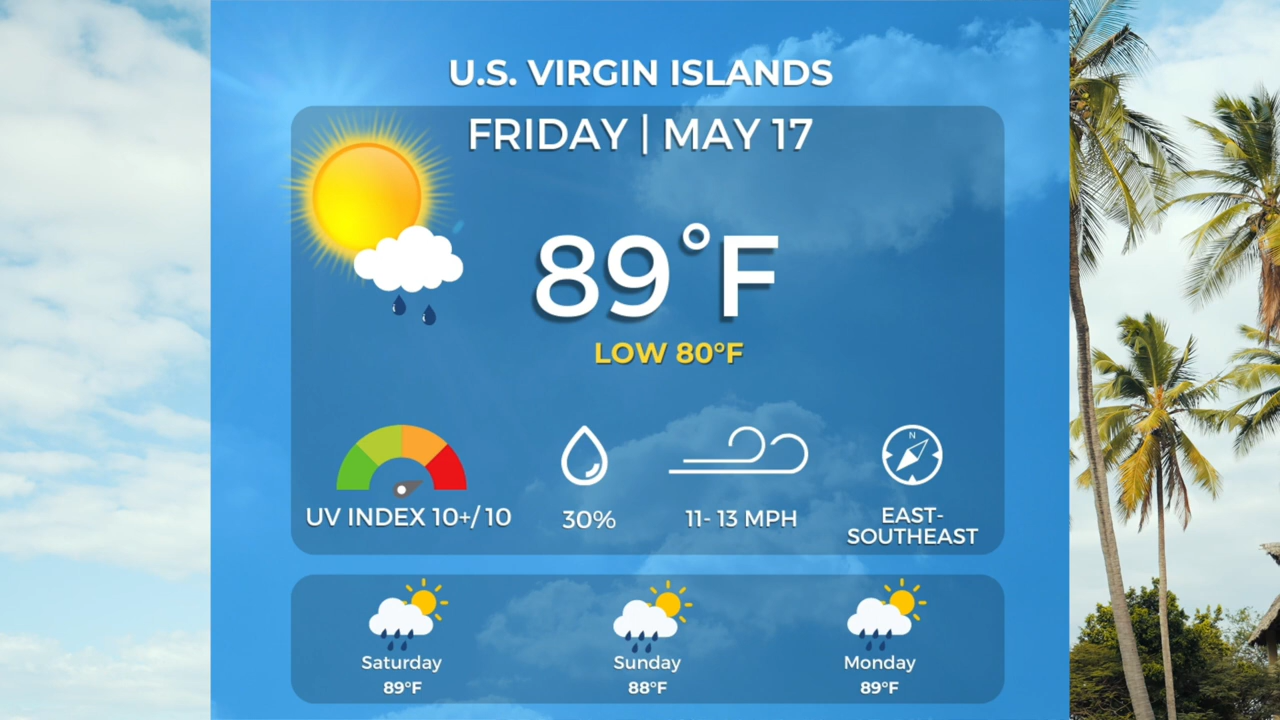 U.S. VIRGIN ISLANDS
FRIDAY | MAY 17
89°F
LOW 80°F
UV INDEX 10+/ 10
30%
11- 13 MPH
N
EAST-
SOUTHEAST
Saturday
89°F
Sunday
88°F
Monday
89°F